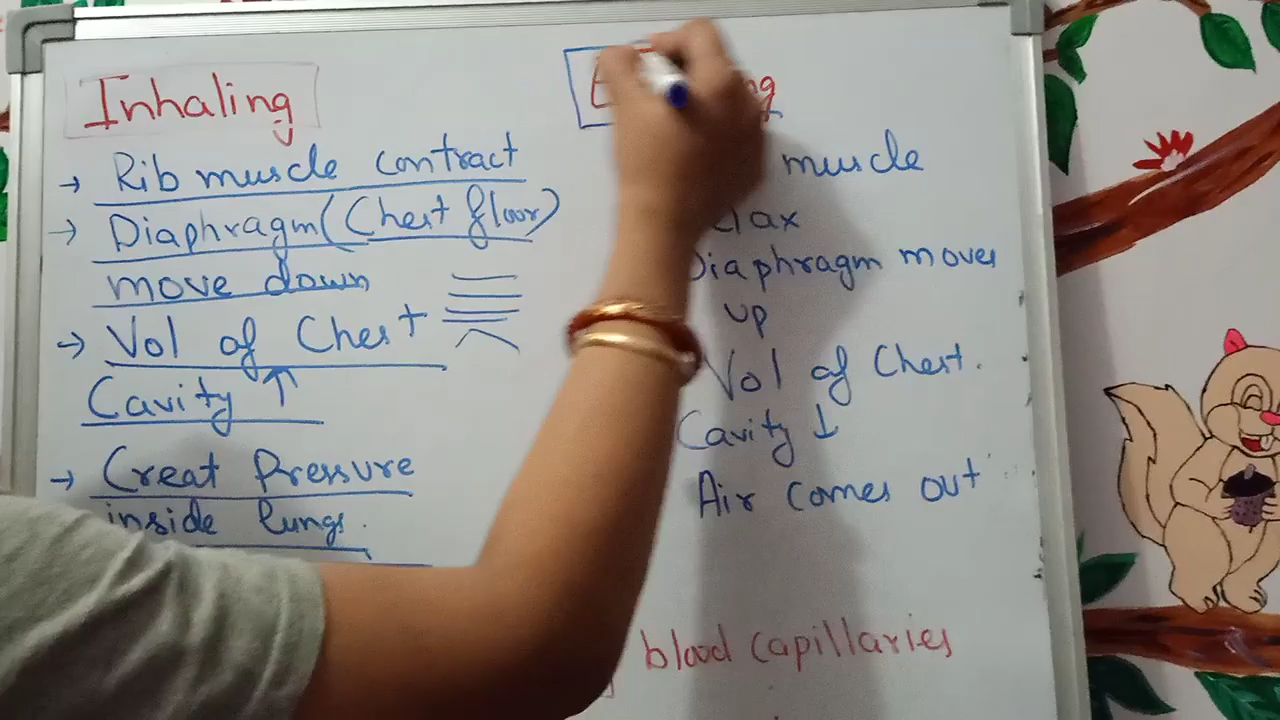 Inhaling
→ Rib muscle contract
→ Diaphragm (Chest floor)
move down
→ Vol of Chest
Cavity ↑
→ Creat Pressure
inside lungs.
muscle
Diaphragm moves
up
Vol of Chest.
Cavity ↓
Air comes out
blood capillaries